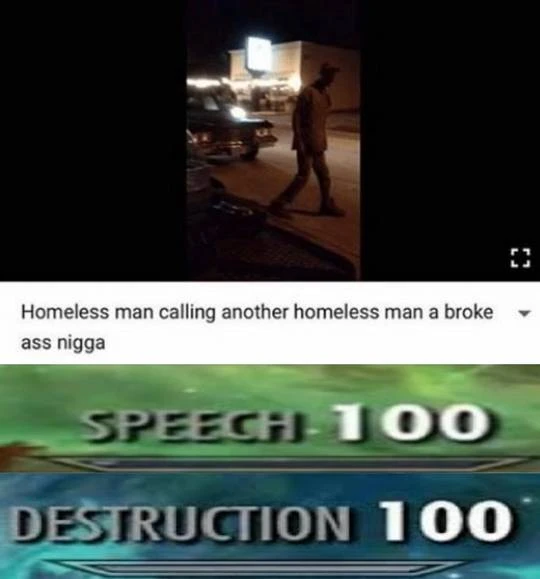 Homeless man calling another homeless man a broke
ass nigga
SPEECH 100
DESTRUCTION 100